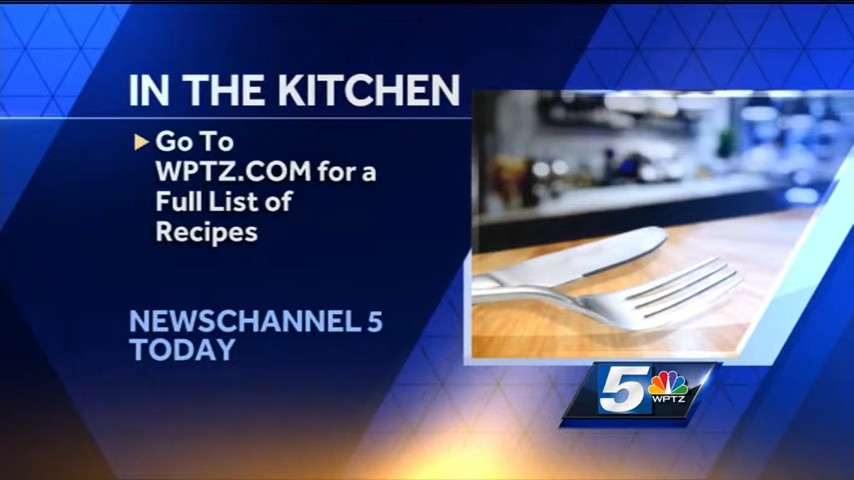 IN THE KITCHEN
Go To
WPTZ.COM for a
Full List of
Recipes
NEWSCHANNEL 5
TODAY
5
WPTZ